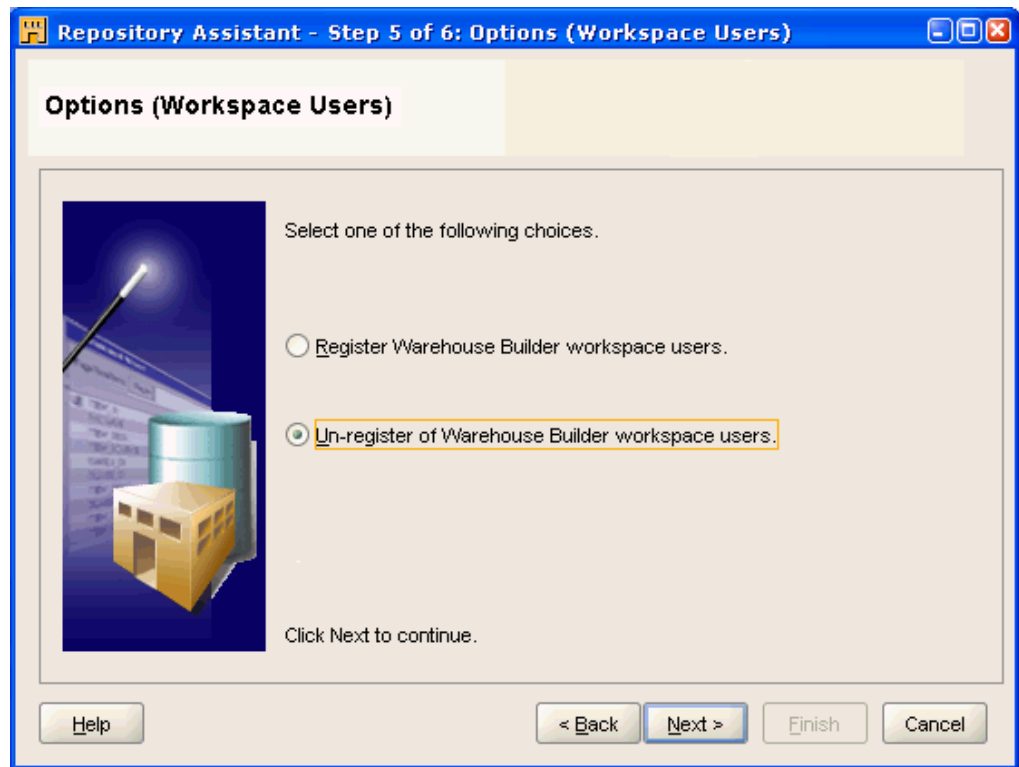 Repository Assistant - Step 5 of 6: Options (Workspace Users)
Options (Workspace Users)
Select one of the following choices.
Register Warehouse Builder workspace users.
Un-register of Warehouse Builder workspace users.
Click Next to continue.
Help
< Back
Next >
Finish
Cancel